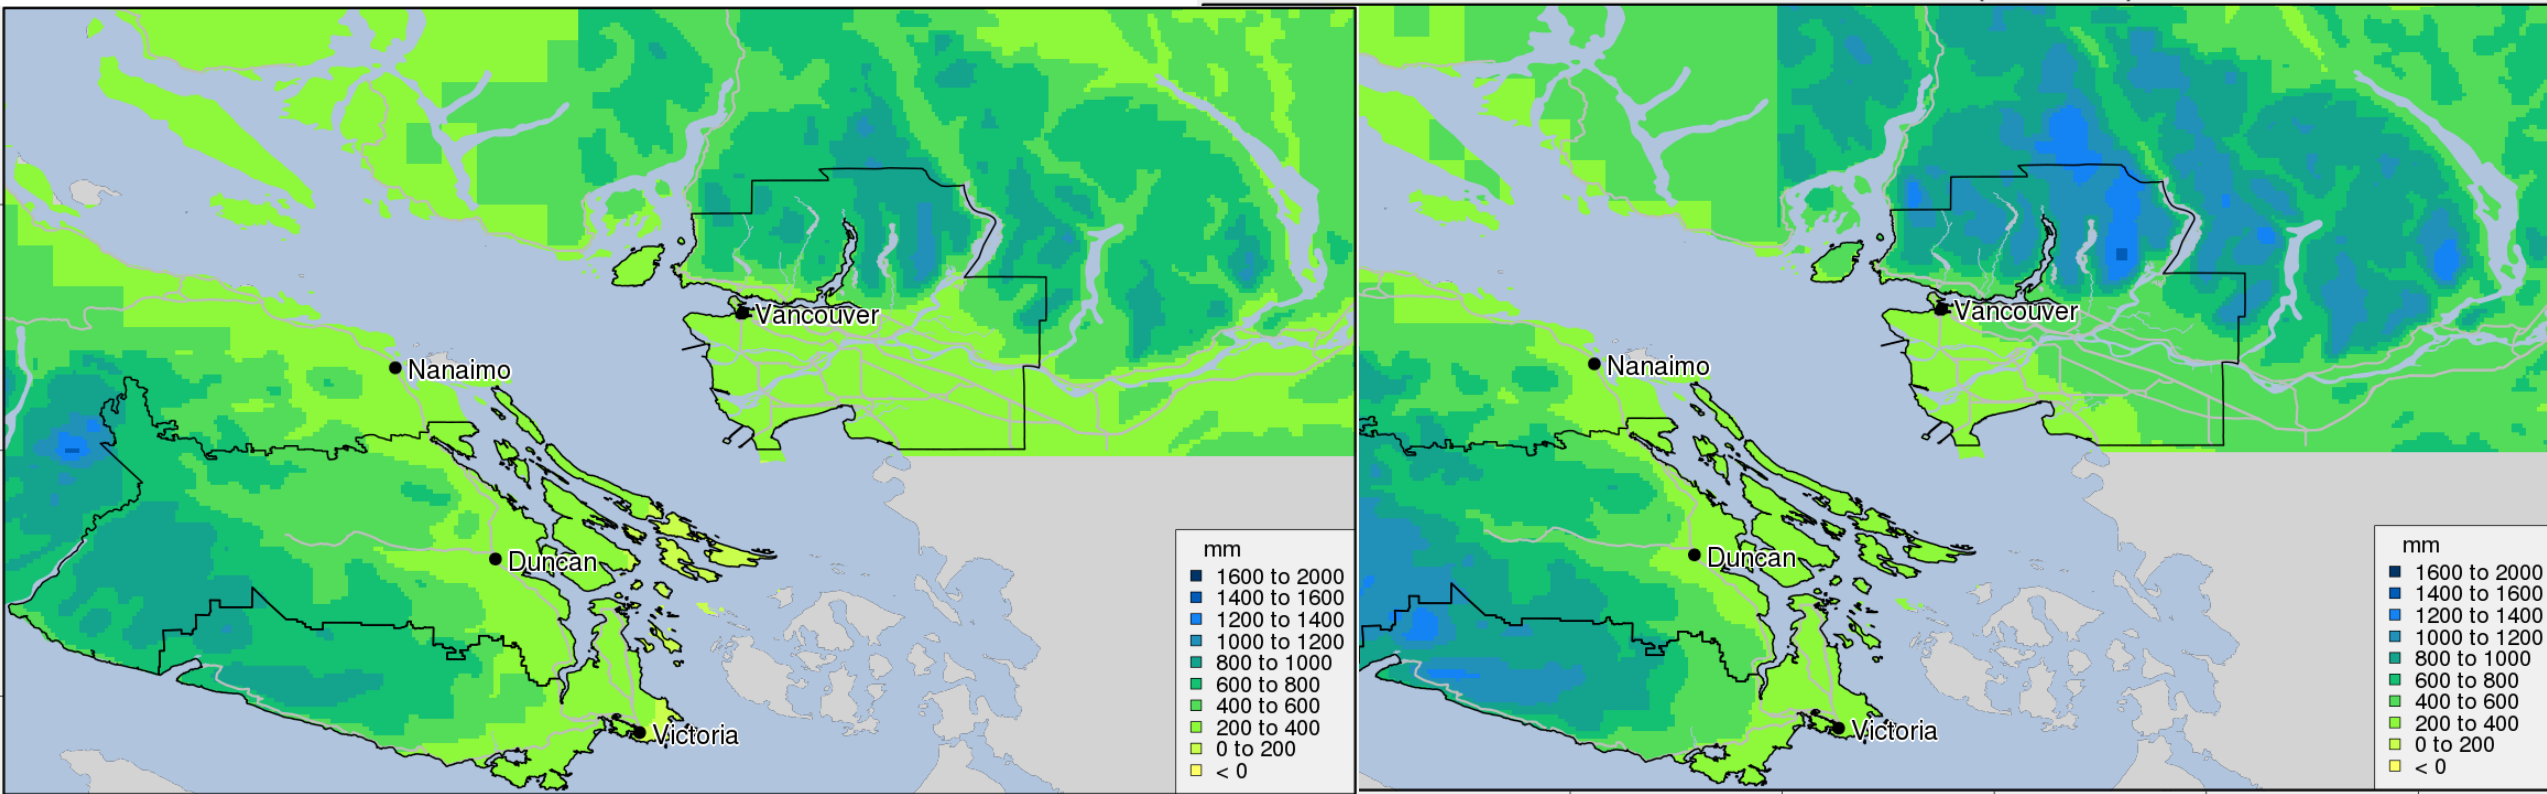 Vancouver
Nanaimo
Duncan
Victoria
mm
1600 to 2000
1400 to 1600
1200 to 1400
1000 to 1200
800 to 1000
600 to 800
400 to 600
200 to 400
0 to 200
< 0
Vancouver
Nanaimo
Duncan
Victoria
mm
1600 to 2000
1400 to 1600
1200 to 1400
1000 to 1200
800 to 1000
600 to 800
400 to 600
200 to 400
0 to 200
< 0